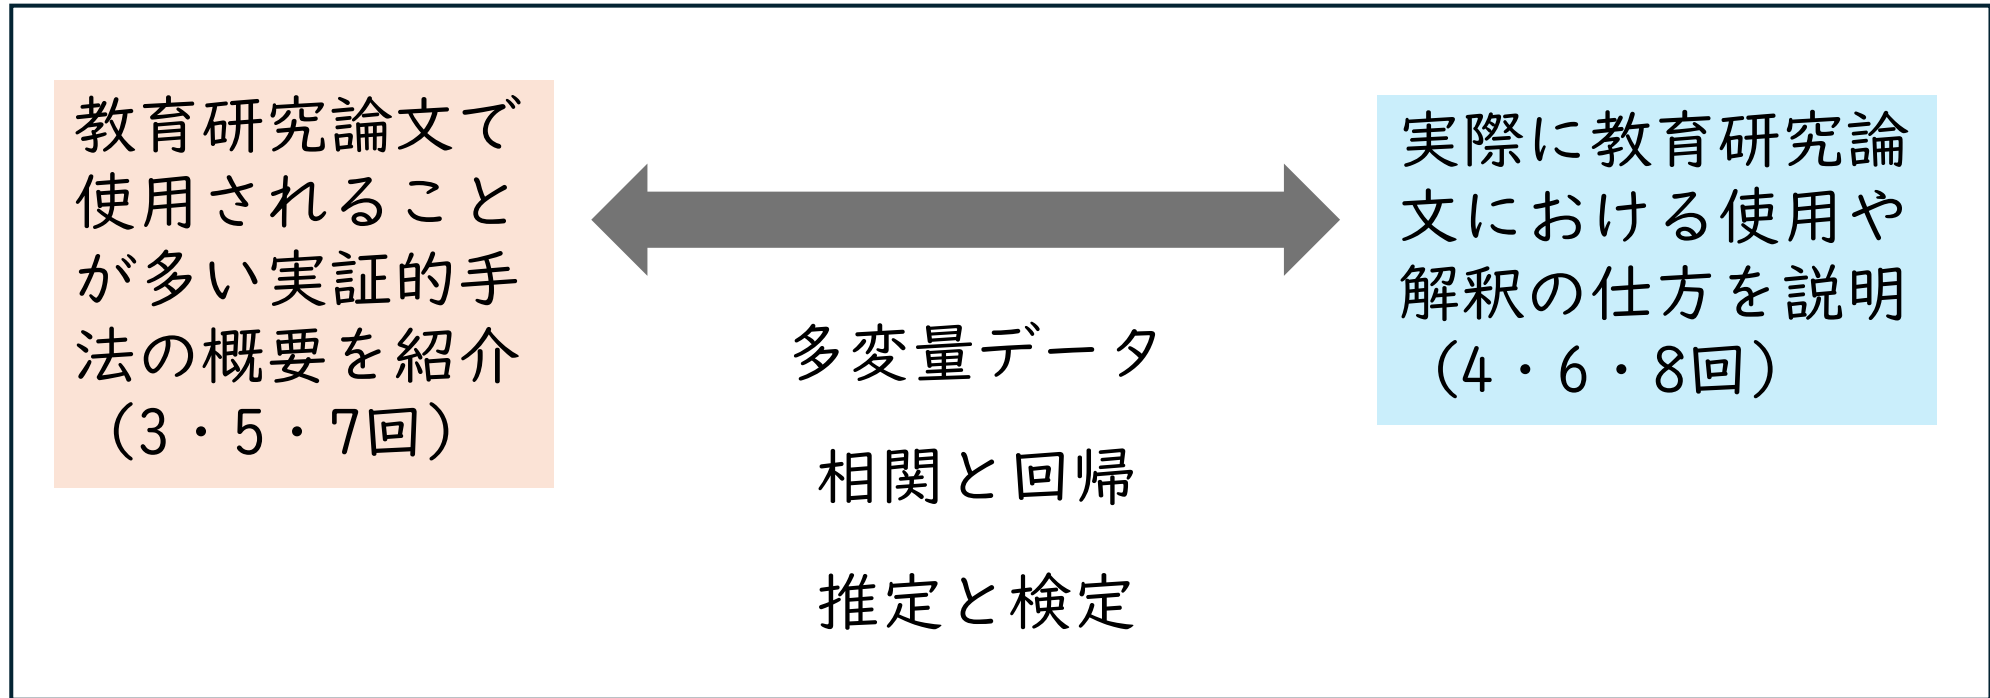 教育研究論文で
使用されること
が多い実証的手
法の概要を紹介
（3・5・7回）
実際に教育研究論
文における使用や
解釈の仕方を説明
（4・6・8回）
多変量データ
相関と回帰
推定と検定